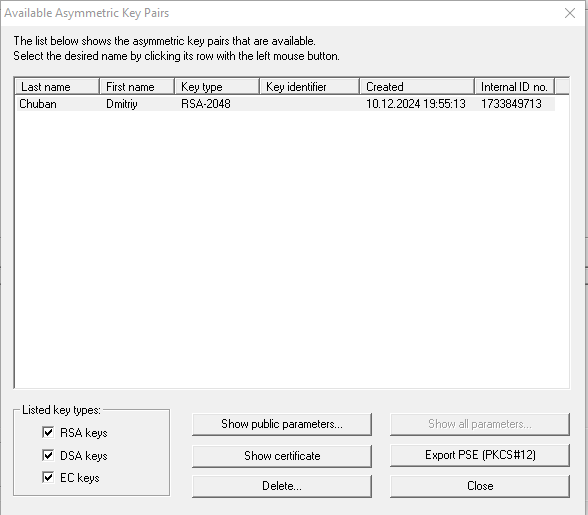 Available Asymmetric Key Pairs
The list below shows the asymmetric key pairs that are available.
Select the desired name by clicking its row with the left mouse button.
Last name First name Key type Key identifier Created Internal ID no.
Chuban Dmitriy RSA-2048 10.12.2024 19:55:13 1733849713
Listed key types:
RSA keys
DSA keys
EC keys
Show public parameters... Show all parameters...
Show certificate Export PSE (PKCS#12)
Delete... Close